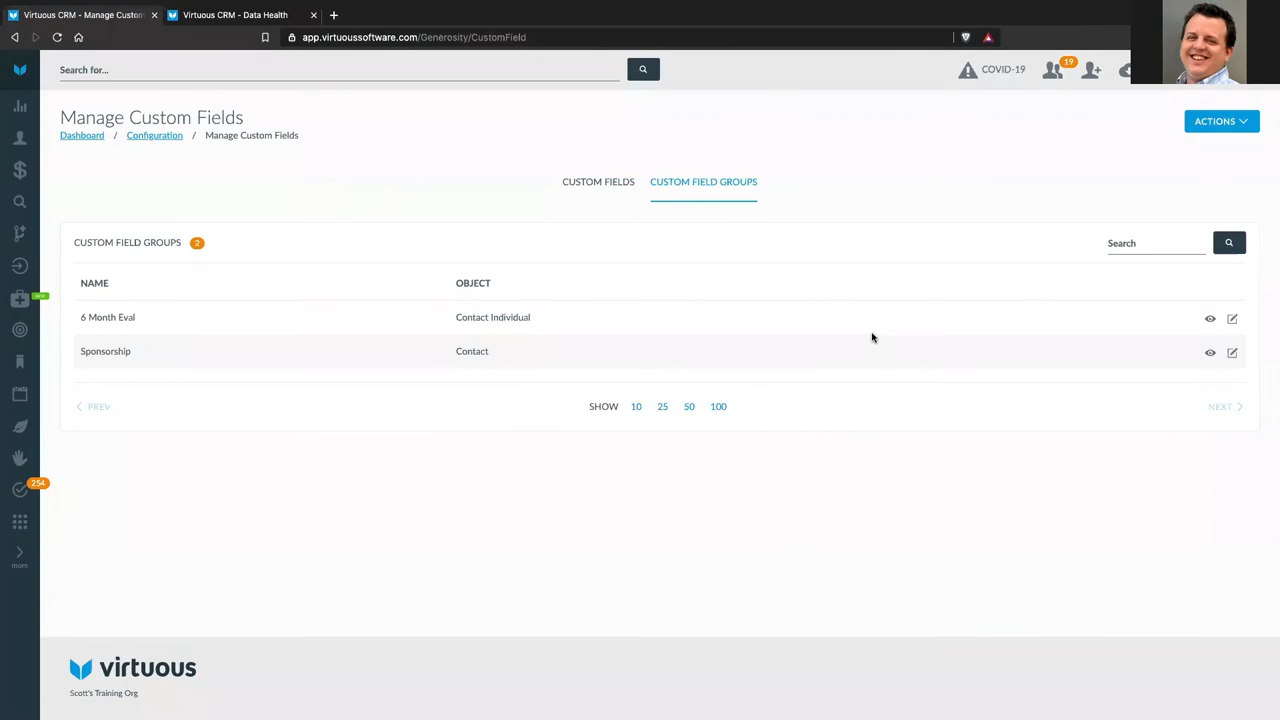 Virtuous CRM - Manage Custom
Virtuous CRM - Data Health
app.virtuoussoftware.com/Generosity/CustomField
Search for...
COVID-19
19
Manage Custom Fields
Dashboard / Configuration / Manage Custom Fields
ACTIONS
CUSTOM FIELDS
CUSTOM FIELD GROUPS
CUSTOM FIELD GROUPS 2
Search
NAME
OBJECT
6 Month Eval
Contact Individual
Sponsorship
Contact
PREV
SHOW 10 25 50 100
NEXT
254
more
virtuous
Scott's Training Org